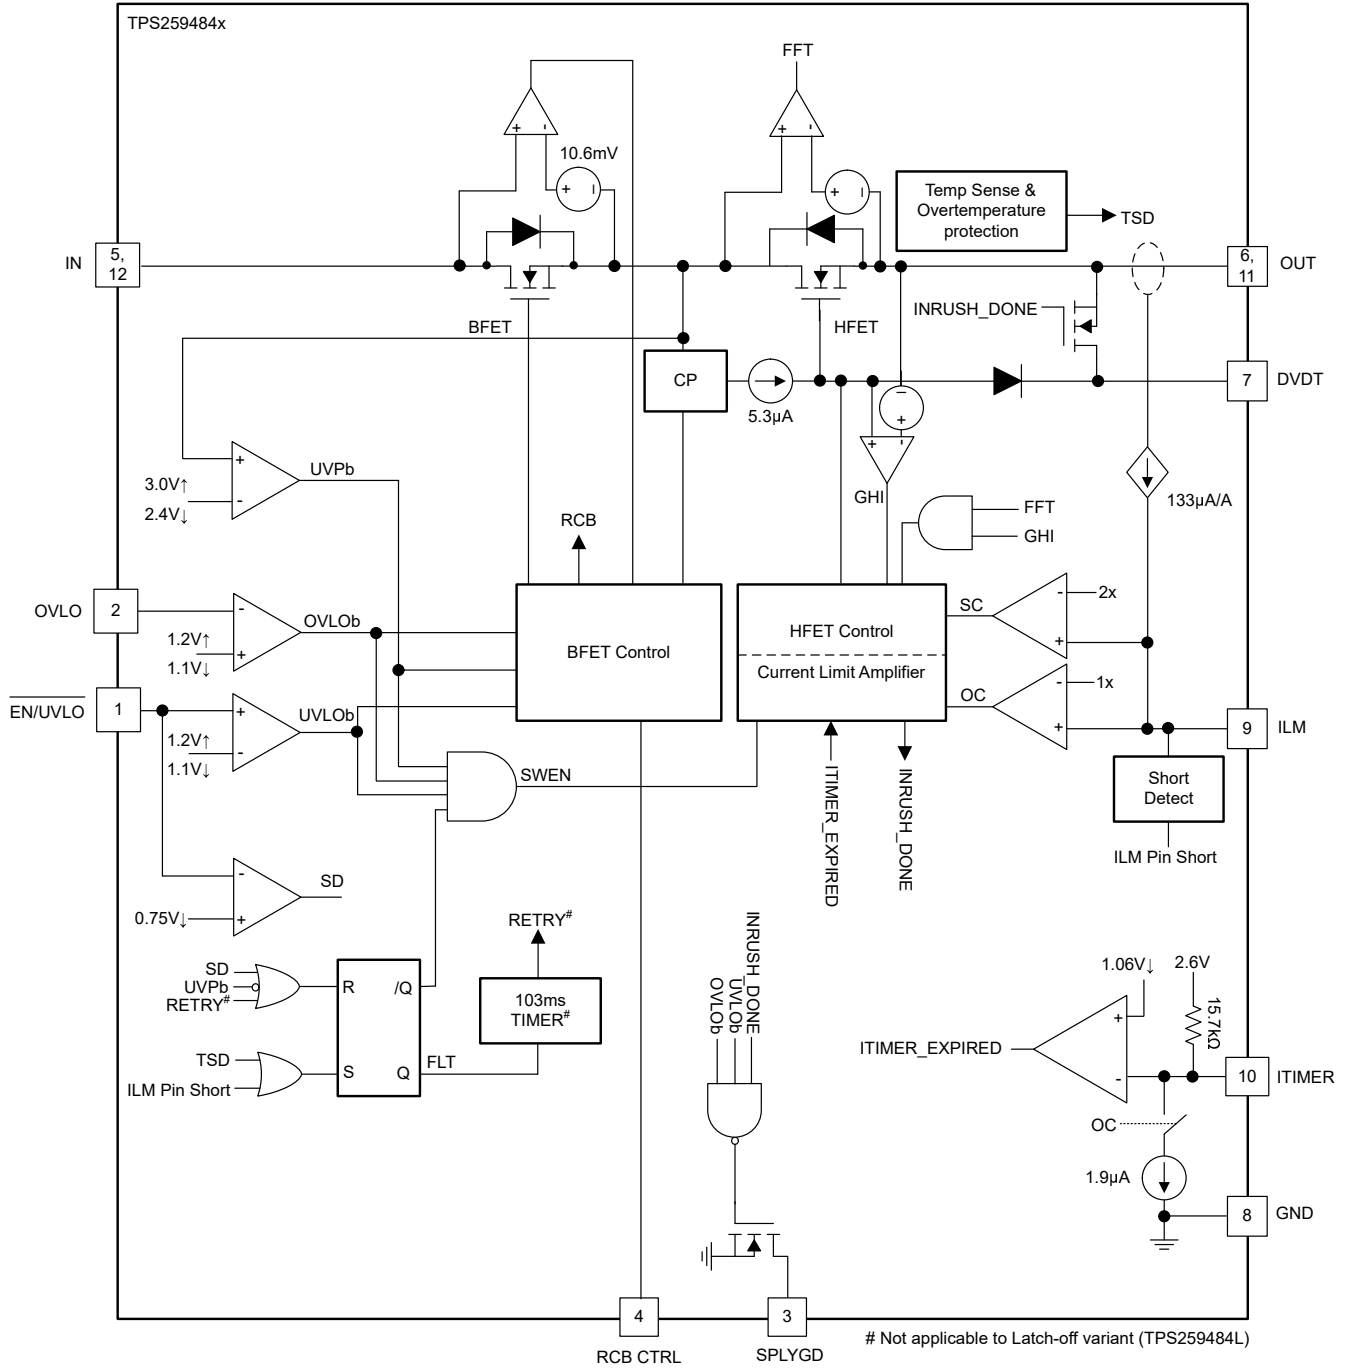 TPS259484x
FFT
+
-
10.6mV
+
-
+
-
+
-
Temp Sense &
Overtemperature
protection
TSD
IN
5,
12
6,
11
OUT
BFET
HFET
INRUSH_DONE
CP
5.3µA
-
+
7
DVDT
+
-
GHI
UVPb
+
-
3.0V↑
2.4V↓
RCB
FFT
GHI
133µA/A
OVLO
2
-
+
OVLOb
1.2V↑
1.1V↓
BFET Control
HFET Control
Current Limit Amplifier
SC
-
2x
+
OC
-
1x
+
EN/UVLO
1
+
-
UVLOb
1.2V↑
1.1V↓
9
ILM
SWEN
ITIMER_EXPIRED
INRUSH_DONE
Short
Detect
ILM Pin Short
-
+
SD
0.75V↓
RETRY#
SD
UVPb
RETRY#
R
/Q
103ms
TIMER#
TSD
ILM Pin Short
S
Q
FLT
OVLOb
UVLOb
INRUSH_DONE
1.06V↓
2.6V
+
-
15.7kΩ
ITIMER_EXPIRED
10
ITIMER
OC
1.9µA
8
GND
4
3
RCB CTRL
SPLYGD
# Not applicable to Latch-off variant (TPS259484L)